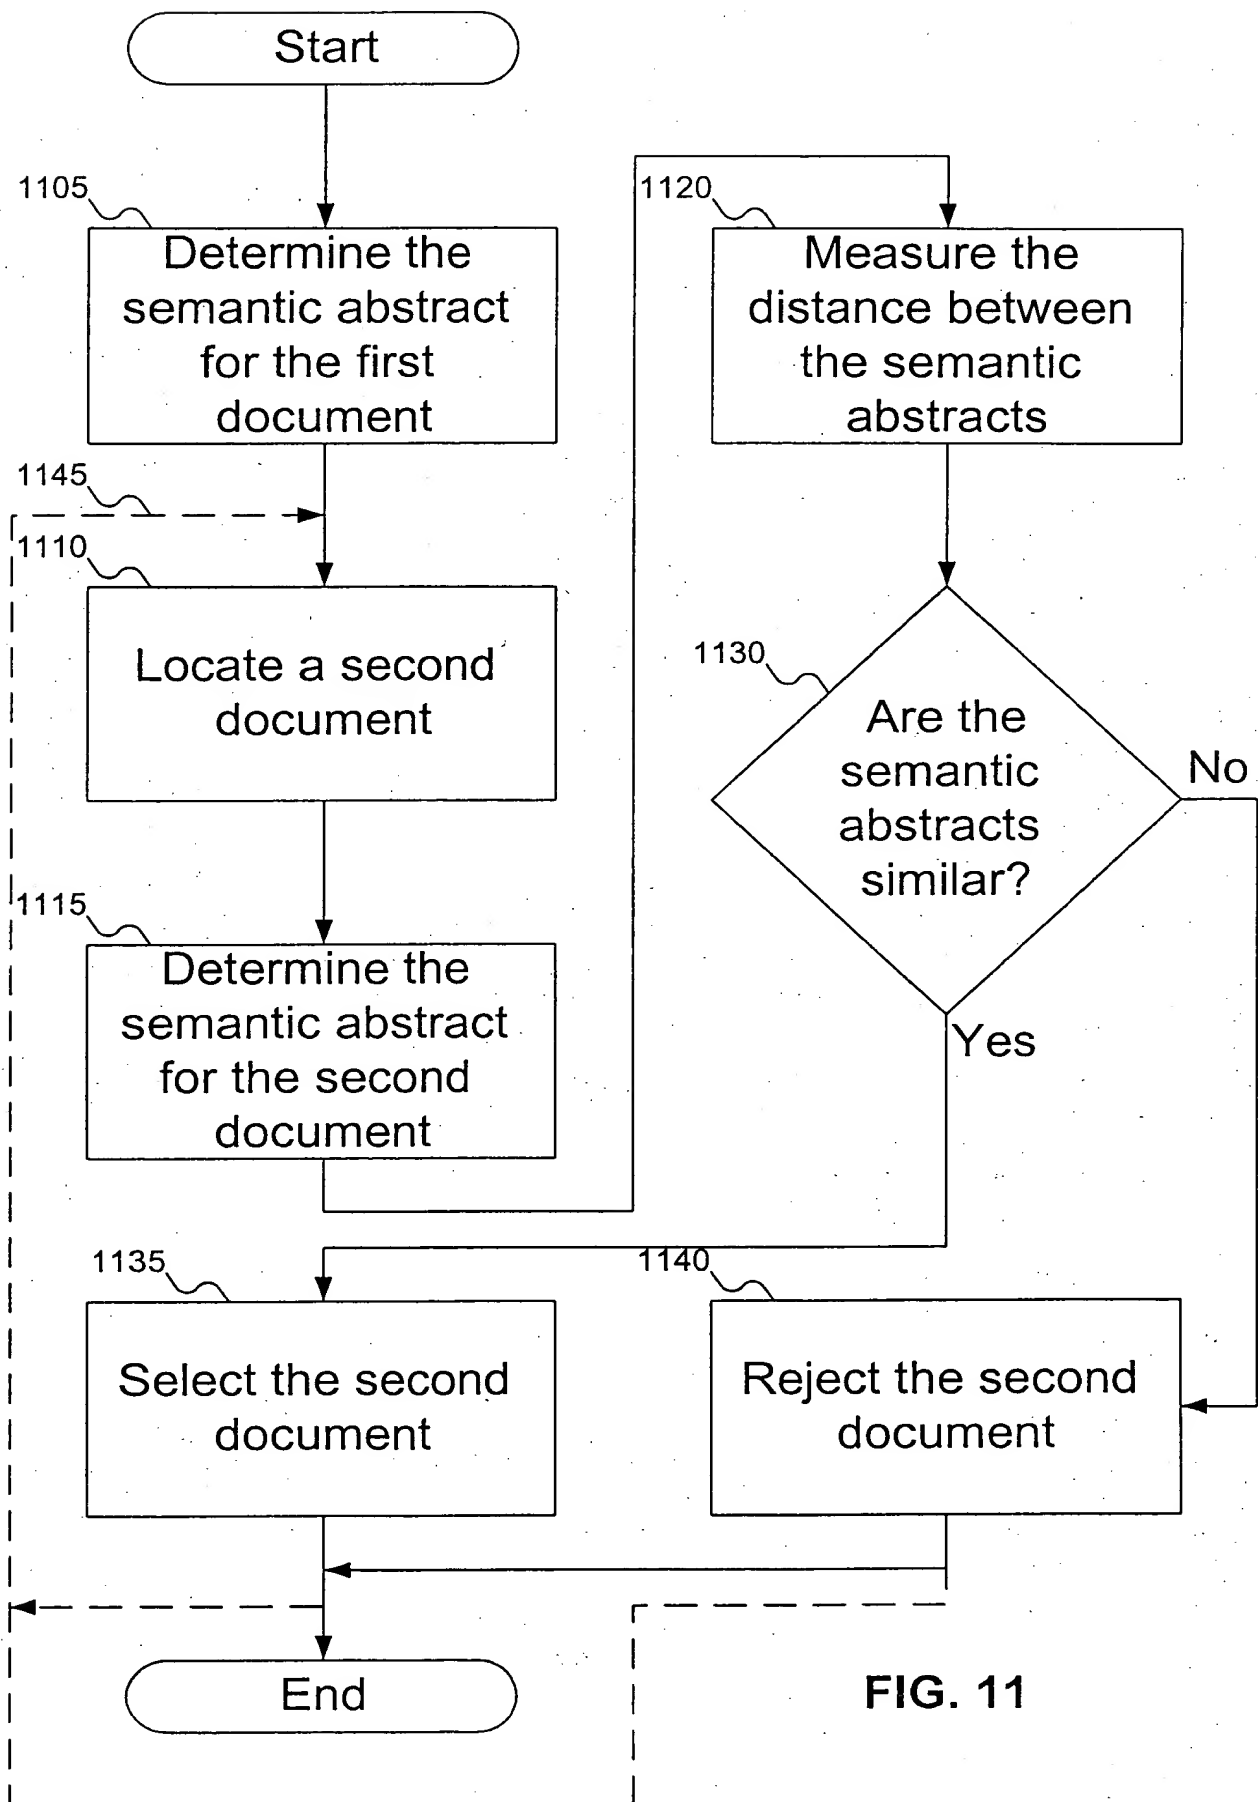 Start
1105
Determine the
semantic abstract
for the first
document
1145
1110
Locate a second
document
1115
Determine the
semantic abstract
for the second
document
1120
Measure the
distance between
the semantic
abstracts
1130
Are the
semantic
abstracts
similar?
No
Yes
1135
Select the second
document
1140
Reject the second
document
End
FIG. 11